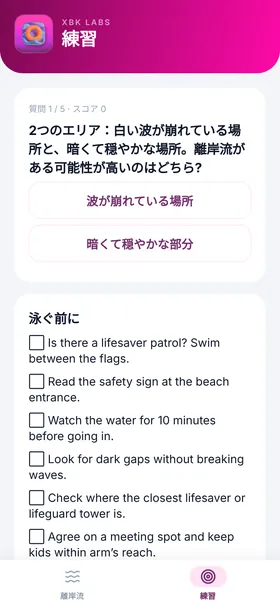 XBK LABS
練習
質問 1 / 5 · スコア 0
2つのエリア：白い波が崩れている場
所と、暗くて穏やかな場所。離岸流が
ある可能性が高いのはどちら?
波が崩れている場所
暗くて穏やかな部分
泳ぐ前に
Is there a lifesaver patrol? Swim
between the flags.
Read the safety sign at the beach
entrance.
Watch the water for 10 minutes
before going in.
Look for dark gaps without breaking
waves.
Check where the closest lifesaver or
lifeguard tower is.
Agree on a meeting spot and keep
kids within arm’s reach.
離岸流
練習